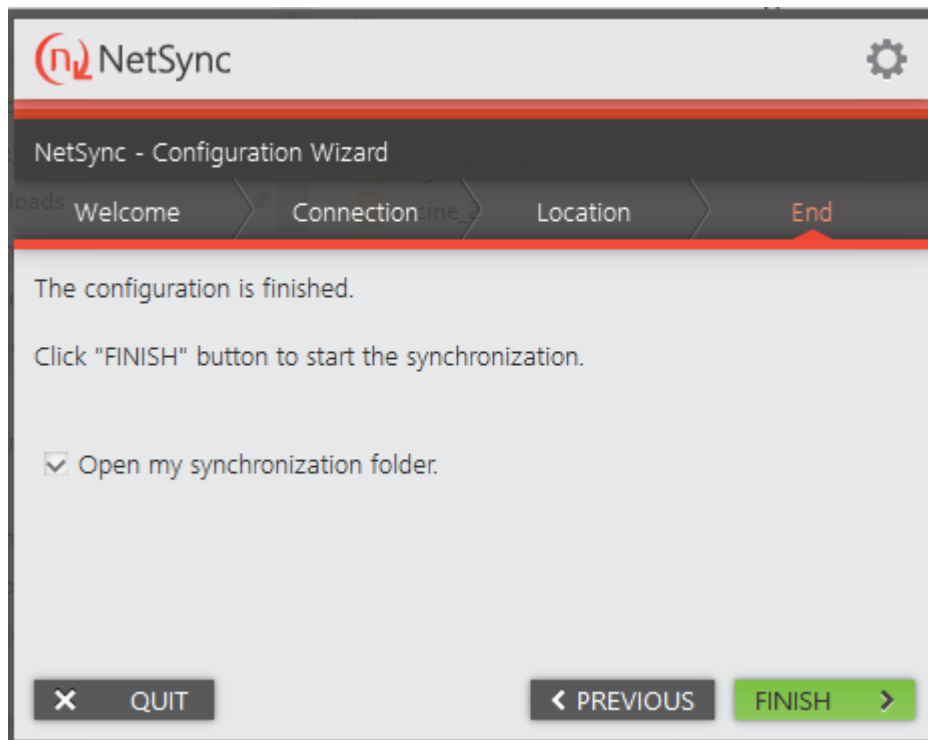 NetSync
NetSync - Configuration Wizard
Welcome
Connection
Location
End
The configuration is finished.
Click "FINISH" button to start the synchronization.
Open my synchronization folder.
QUIT
PREVIOUS
FINISH